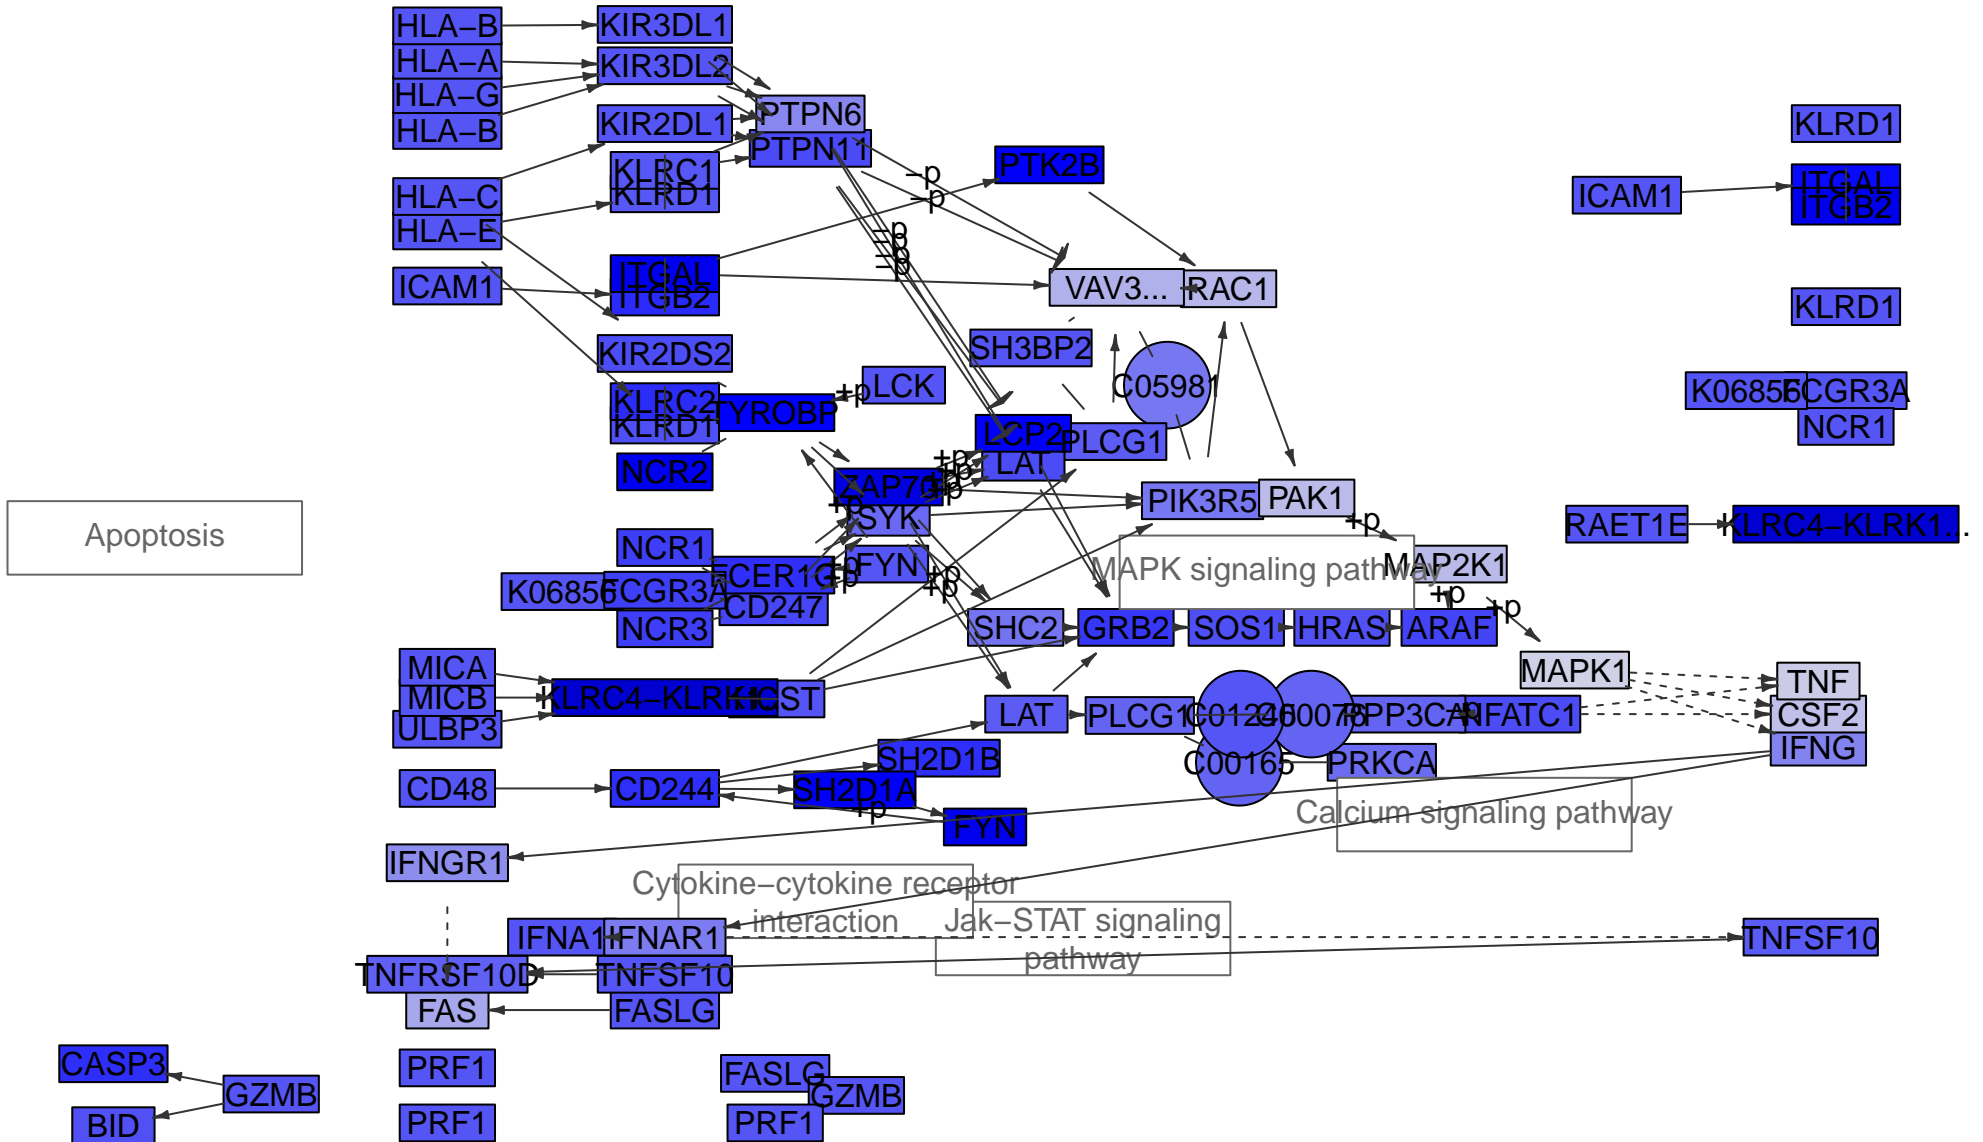 HLA−B
KIR3DL1
HLA−A
KIR3DL2
HLA−G
HLA−B
PTPN6
KIR2DL1
KLRD1
PTPN11
PTK2B
KLRC1
−p
KLRD1
HLA−C
−p
ITGAL
ICAM1
ITGB2
HLA−E
−p
−p
−p
−p
ITGAL
ICAM1
ITGB2
VAV3...
RAC1
KLRD1
KIR2DS2
SH3BP2
C05981
LCK
+p
KLRC2
KLRD1
TYROBP
K06856
FCGR3A
NCR1
LCP2
PLCG1
LAT
NCR2
+p
+p
+p
+p
ZAP70
SYK
+p
PIK3R5
PAK1
+p
RAET1E
KLRC4−KLRK1...
Apoptosis
NCR1
FYN
FCER1G
+p
+p
+p
+p
MAPK signaling pathway
MAP2K1
K06856
FCGR3A
CD247
+p
+p
NCR3
SHC2
GRB2
SOS1
HRAS
ARAF
MICA
MICB
ULBP3
KLRC4−KLRK1...
HCST
MAPK1
TNF
LAT
PLCG1
C01245
C00076
PPP3CA
NFATC1
CSF2
IFNG
C00165
PRKCA
SH2D1B
CD48
CD244
SH2D1A
+p
FYN
Calcium signaling pathway
IFNGR1
Cytokine−cytokine receptor
interaction
Jak−STAT signaling
pathway
IFNA1
IFNAR1
TNFSF10
TNFRSF10D
TNFSF10
FAS
FASLG
CASP3
PRF1
FASLG
GZMB
GZMB
BID
PRF1
PRF1